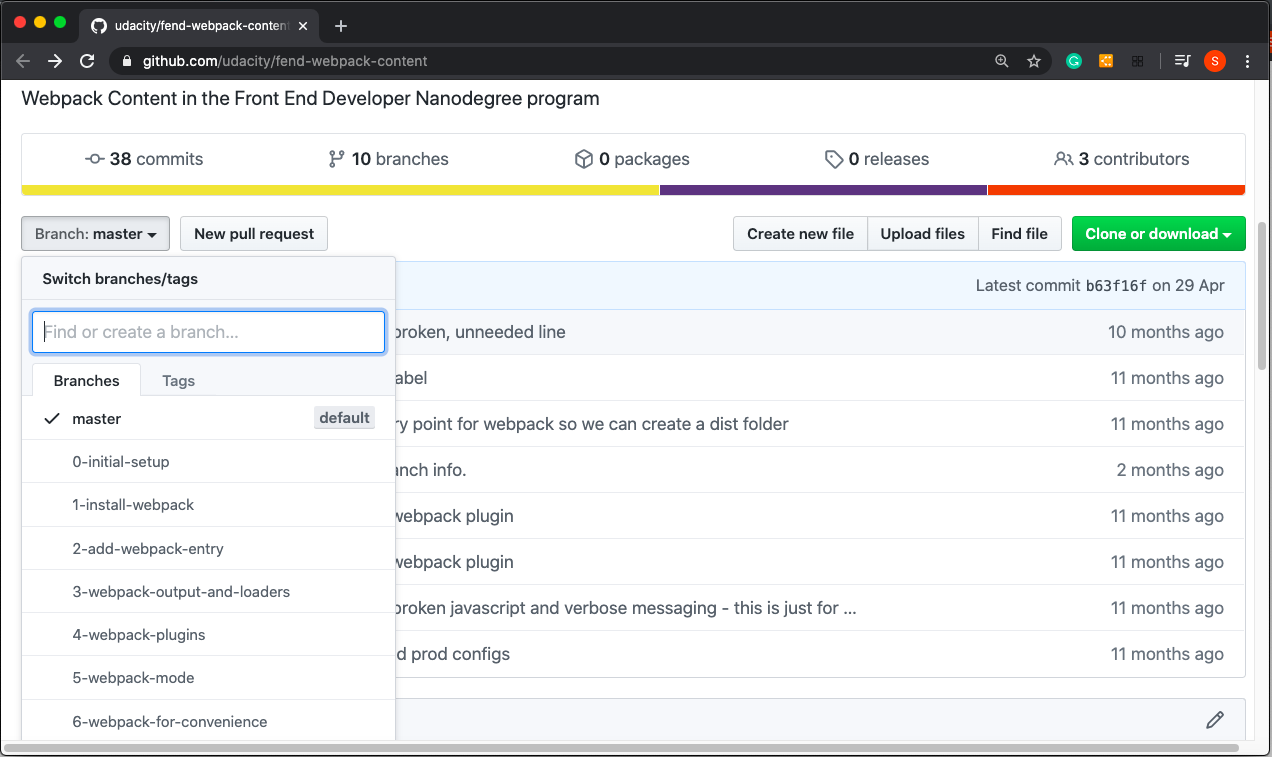 udacity/fend-webpack-conten
github.com/udacity/fend-webpack-content
G
S
Webpack Content in the Front End Developer Nanodegree program
38 commits 10 branches 0 packages 0 releases 3 contributors
Branch: master New pull request Create new file Upload files Find file Clone or download
Switch branches/tags
Latest commit b63f16f on 29 Apr
Find or create a branch...
broken, unneeded line 10 months ago
Branches Tags
abel 11 months ago
master default
ry point for webpack so we can create a dist folder 11 months ago
0-initial-setup
anch info. 2 months ago
1-install-webpack
webpack plugin 11 months ago
2-add-webpack-entry
webpack plugin 11 months ago
3-webpack-output-and-loaders
broken javascript and verbose messaging - this is just for ... 11 months ago
4-webpack-plugins
d prod configs 11 months ago
5-webpack-mode
6-webpack-for-convenience